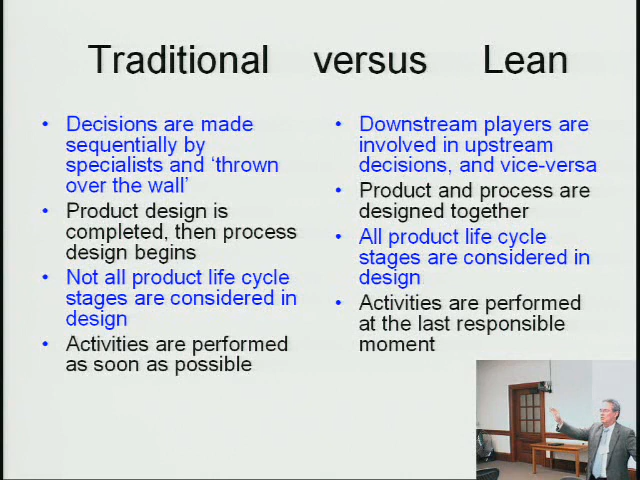 Traditional versus Lean
• Decisions are made
sequentially by
specialists and ‘thrown
over the wall’
• Product design is
completed, then process
design begins
• Not all product life cycle
stages are considered in
design
• Activities are performed
as soon as possible
• Downstream players are
involved in upstream
decisions, and vice-versa
• Product and process are
designed together
• All product life cycle
stages are considered in
design
• Activities are performed
at the last responsible
moment